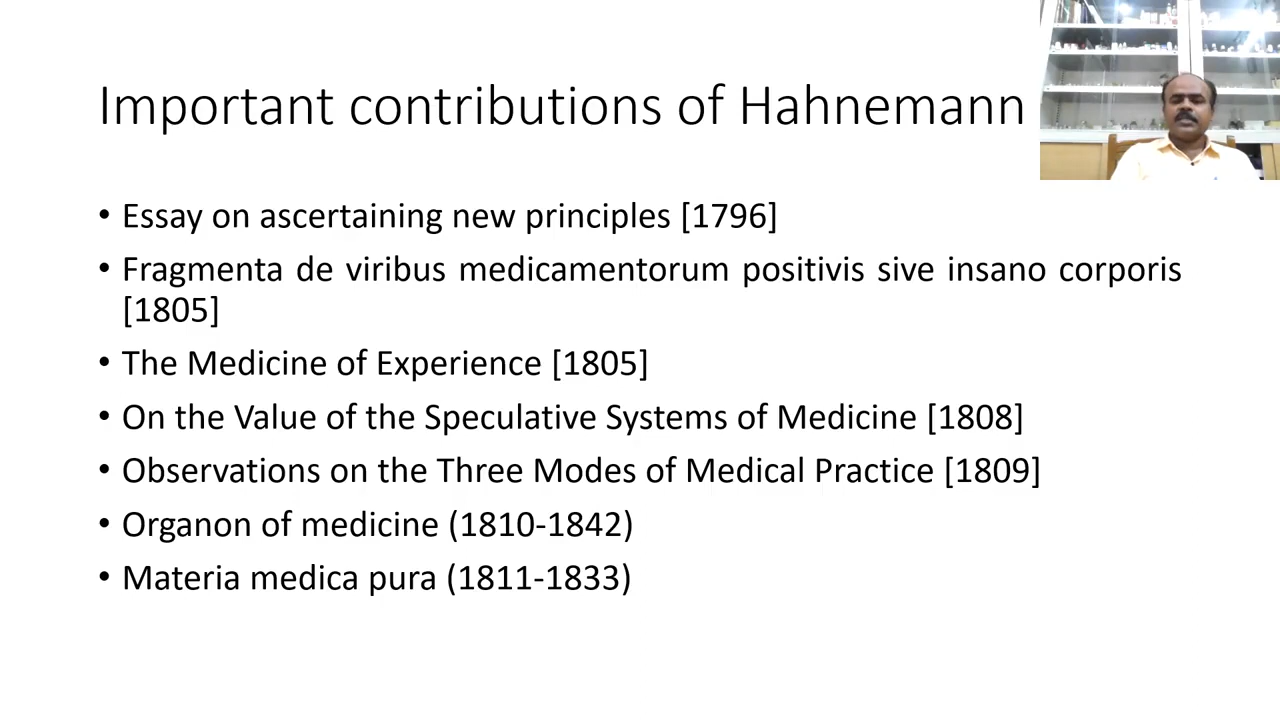 Important contributions of Hahnemann
• Essay on ascertaining new principles [1796]
• Fragmenta de viribus medicamentorum positivis sive insano corporis
[1805]
• The Medicine of Experience [1805]
• On the Value of the Speculative Systems of Medicine [1808]
• Observations on the Three Modes of Medical Practice [1809]
• Organon of medicine (1810-1842)
• Materia medica pura (1811-1833)